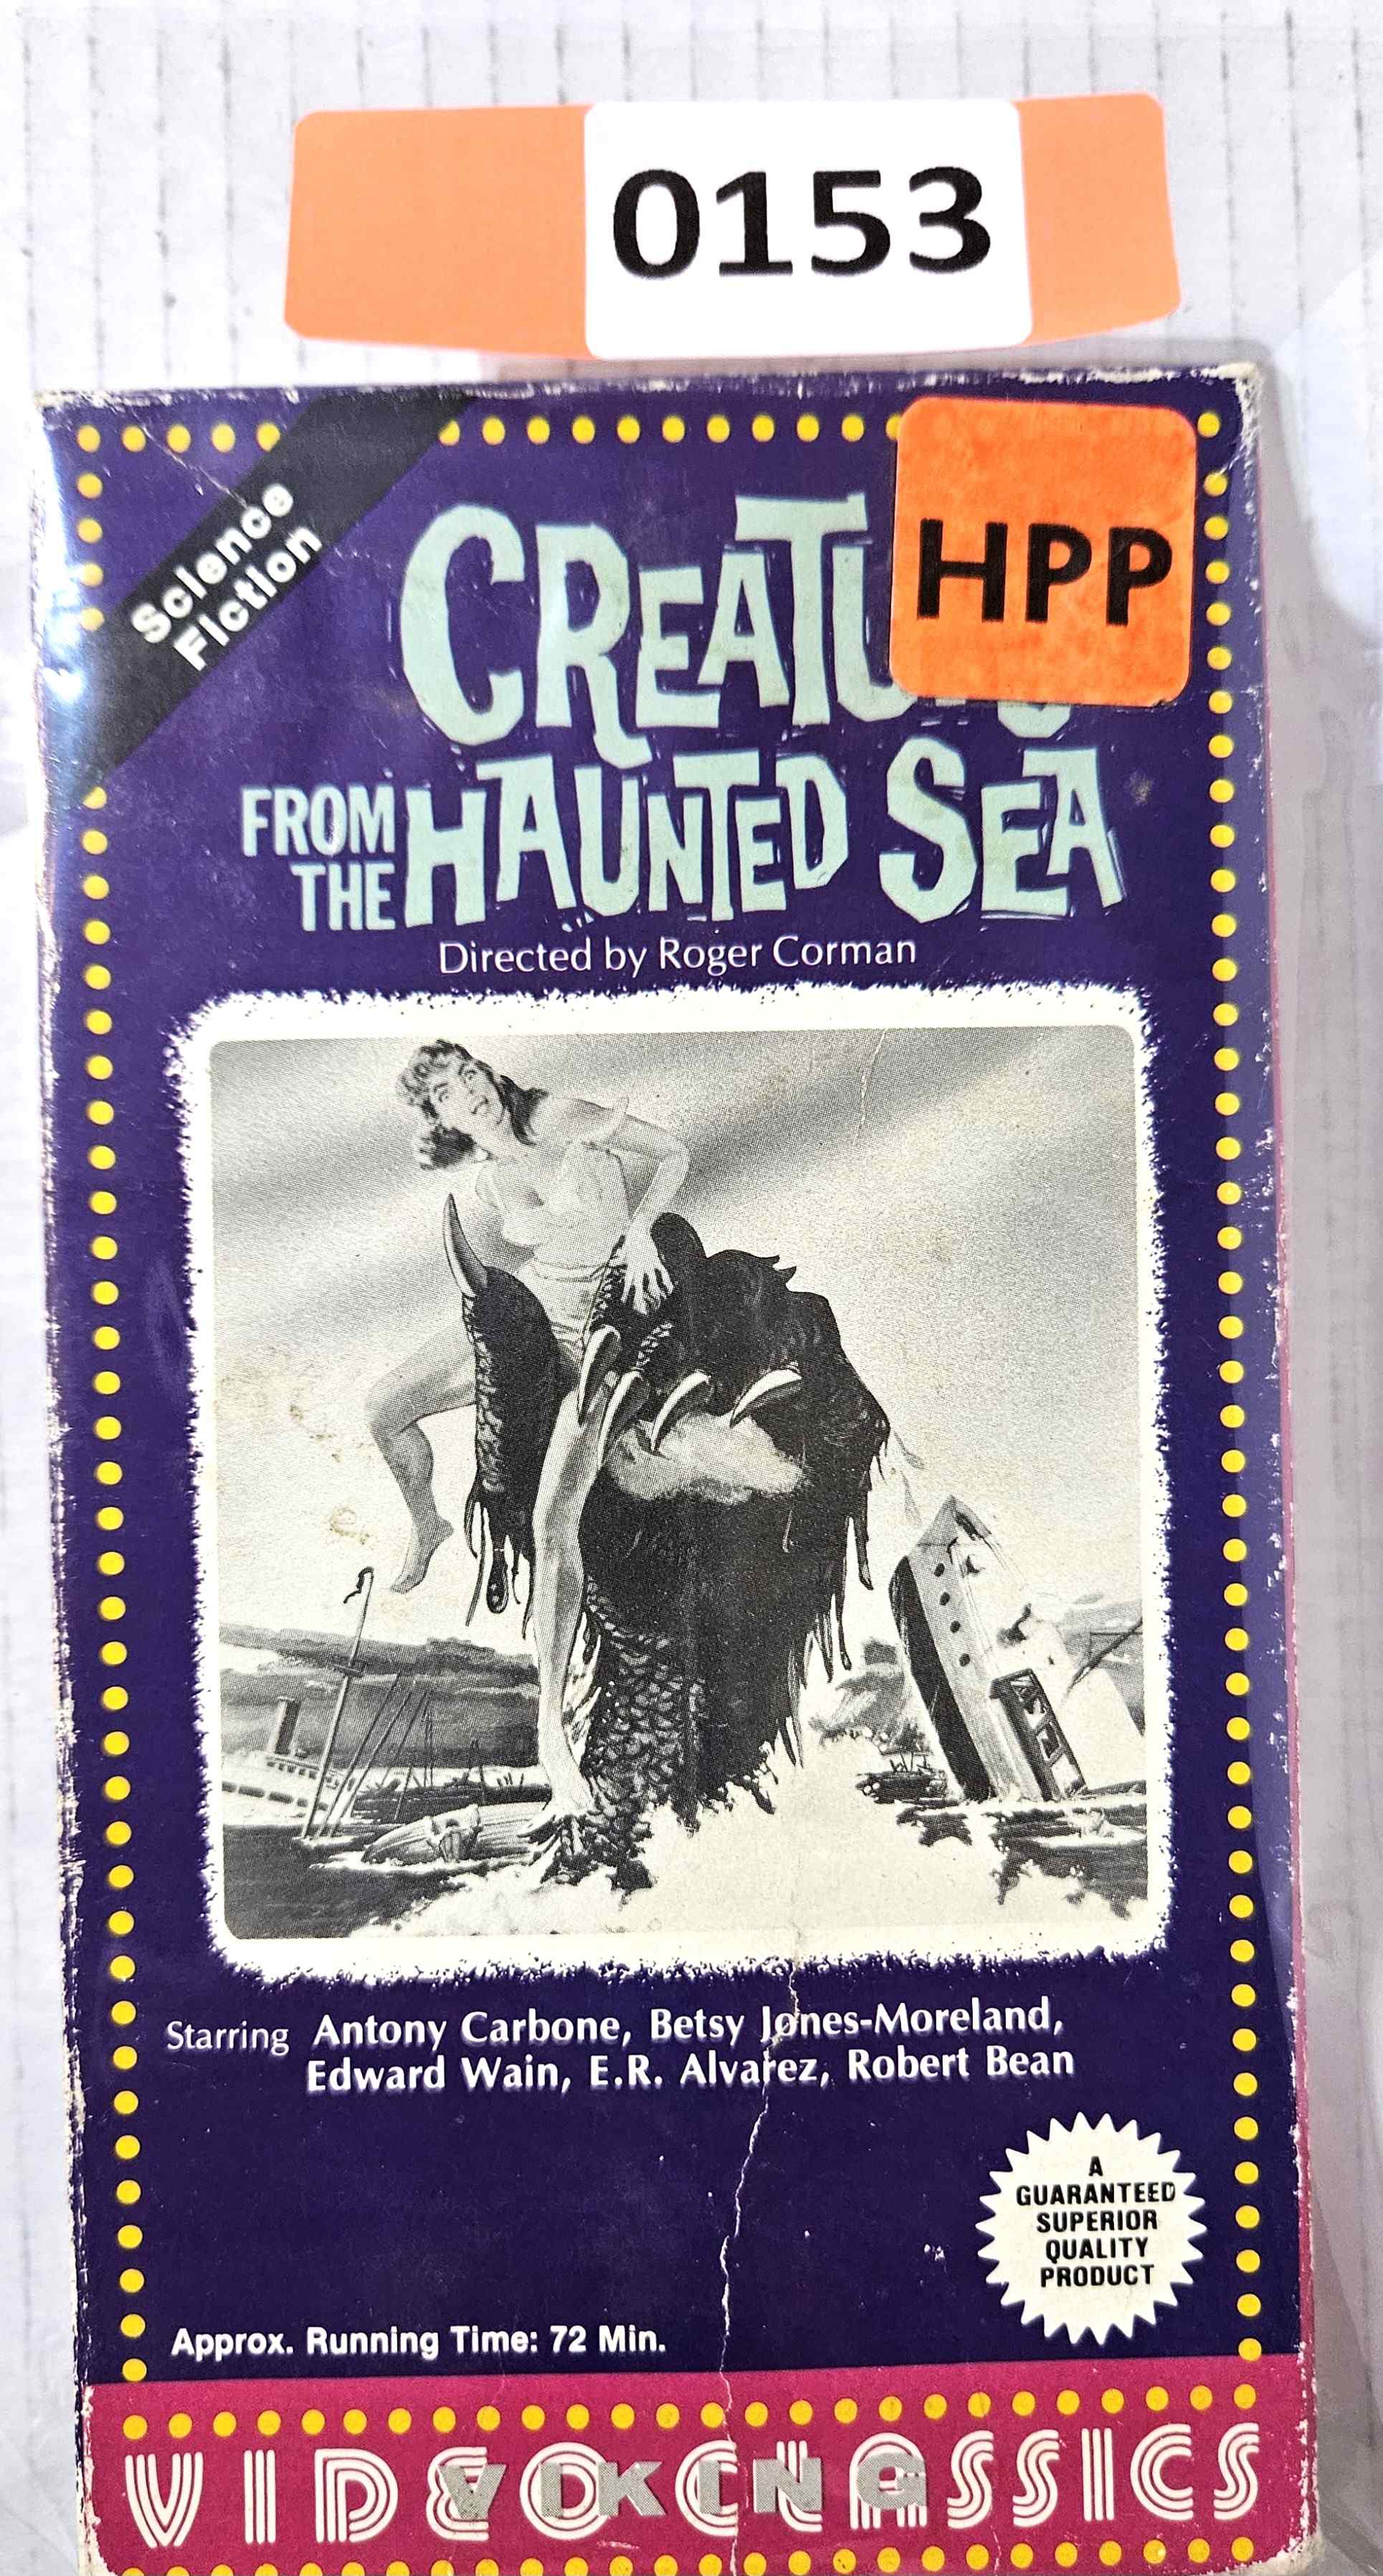 0153
Science
Fiction
HPP
CREATU
FROM
THE HAUNTED SEA
Directed by Roger Corman
Starring Antony Carbone, Betsy Jones-Moreland,
Edward Wain, E.R. Alvarez, Robert Bean
A
GUARANTEED
SUPERIOR
QUALITY
PRODUCT
Approx. Running Time: 72 Min.
VIDEO CLASSICS
VIKING